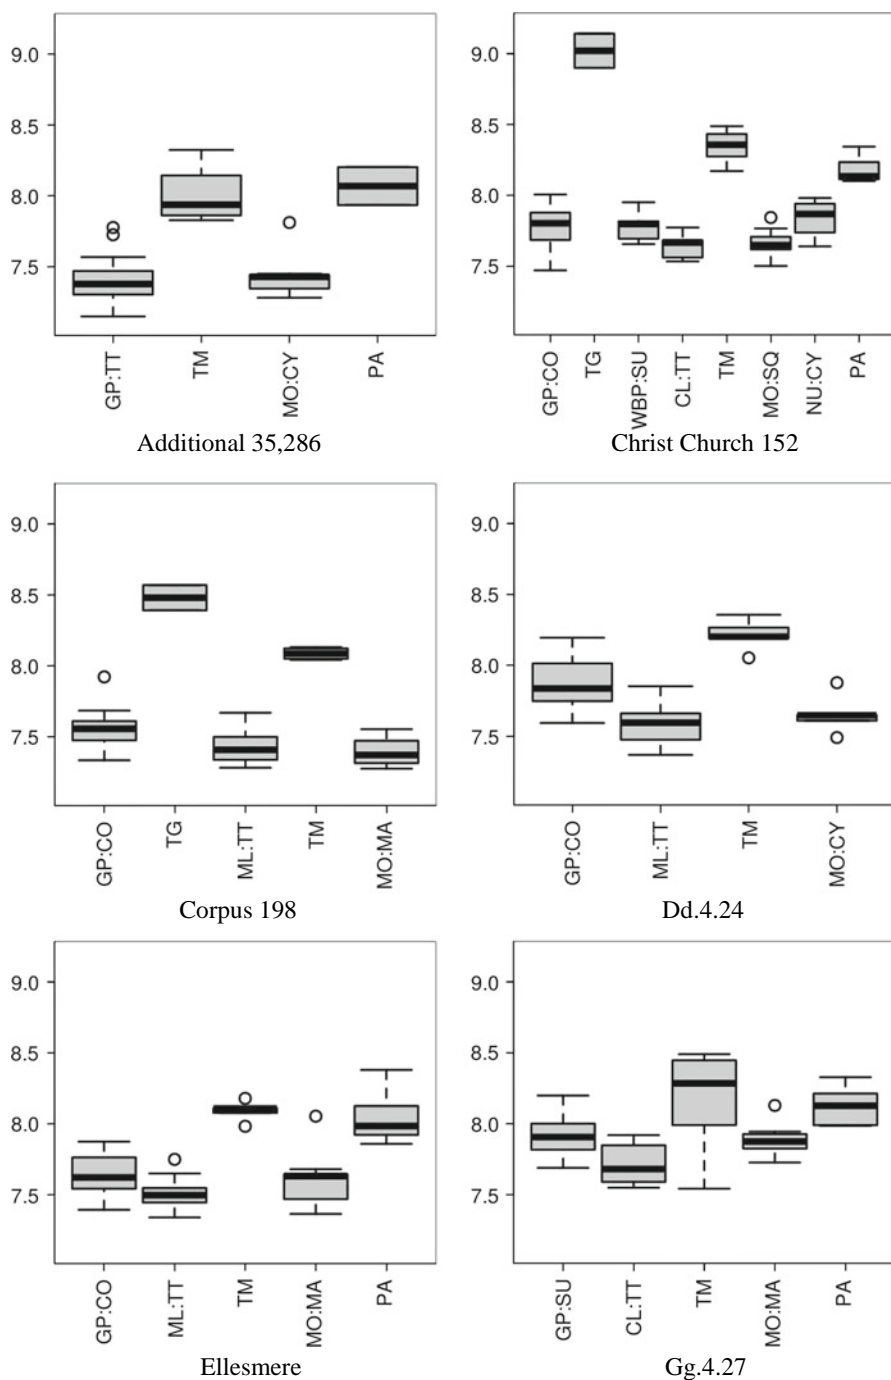 9.0
8.5
8.0
7.5
GP:TT
TM
MO:CY
PA
Additional 35,286
9.0
8.5
8.0
7.5
GP:CO
TG
WBP:SU
CL:TT
TM
MO:SQ
NU:CY
PA
Christ Church 152
9.0
8.5
8.0
7.5
GP:CO
TG
ML:TT
TM
MO:MA
Corpus 198
9.0
8.5
8.0
7.5
GP:CO
ML:TT
TM
MO:CY
Dd.4.24
9.0
8.5
8.0
7.5
GP:CO
ML:TT
TM
MO:MA
PA
Ellesmere
9.0
8.5
8.0
7.5
GP:SU
CL:TT
TM
MO:MA
PA
Gg.4.27